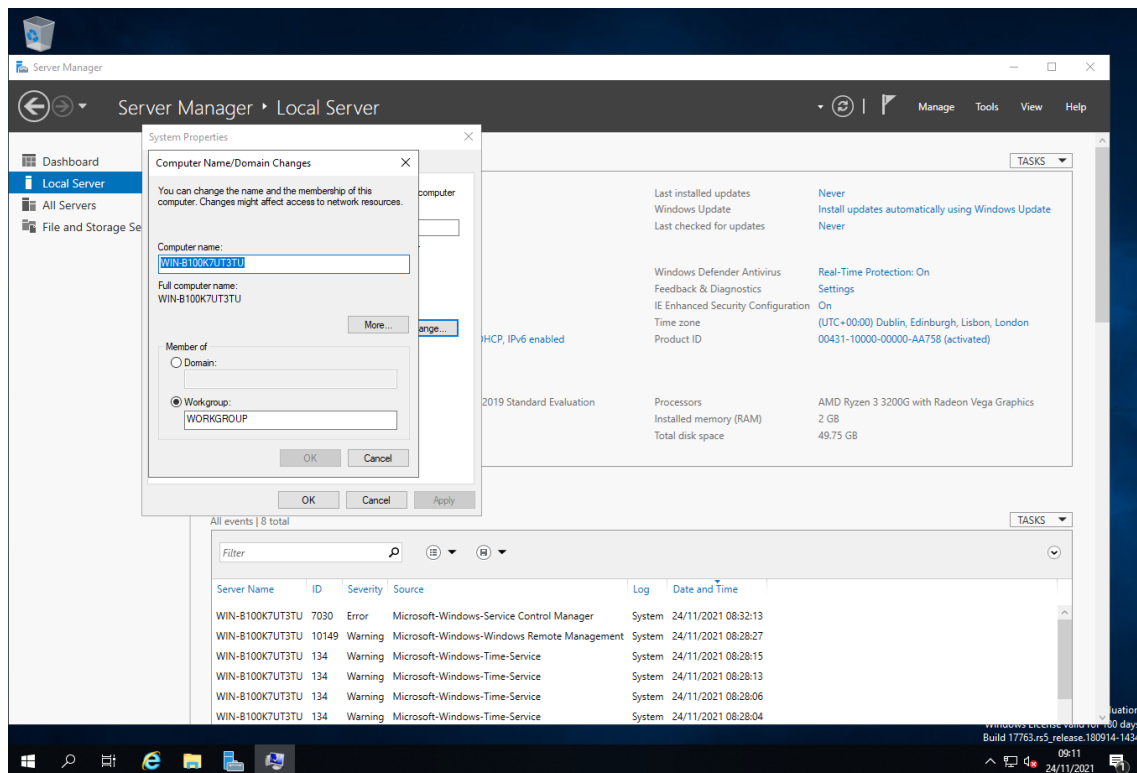 Server Manager
Server Manager ‣ Local Server
Manage Tools View Help
System Properties
Dashboard
Local Server
All Servers
File and Storage Se
Computer Name/Domain Changes
You can change the name and the membership of this
computer. Changes might affect access to network resources.
Computer name:
WIN-B100K7UT3TU
Full computer name:
WIN-B100K7UT3TU
More...
Member of
Domain:
Workgroup:
WORKGROUP
OK Cancel
computer
ange...
OK Cancel Apply
HCP, IPv6 enabled
2019 Standard Evaluation
TASKS
Last installed updates Never
Windows Update Install updates automatically using Windows Update
Last checked for updates Never
Windows Defender Antivirus Real-Time Protection: On
Feedback & Diagnostics Settings
IE Enhanced Security Configuration On
Time zone (UTC+00:00) Dublin, Edinburgh, Lisbon, London
Product ID 00431-10000-00000-AA758 (activated)
Processors AMD Ryzen 3 3200G with Radeon Vega Graphics
Installed memory (RAM) 2 GB
Total disk space 49.75 GB
All events | 8 total
TASKS
Filter
Server Name ID Severity Source Log Date and Time
WIN-B100K7UT3TU 7030 Error Microsoft-Windows-Service Control Manager System 24/11/2021 08:32:13
WIN-B100K7UT3TU 10149 Warning Microsoft-Windows-Windows Remote Management System 24/11/2021 08:28:27
WIN-B100K7UT3TU 134 Warning Microsoft-Windows-Time-Service System 24/11/2021 08:28:15
WIN-B100K7UT3TU 134 Warning Microsoft-Windows-Time-Service System 24/11/2021 08:28:13
WIN-B100K7UT3TU 134 Warning Microsoft-Windows-Time-Service System 24/11/2021 08:28:06
WIN-B100K7UT3TU 134 Warning Microsoft-Windows-Time-Service System 24/11/2021 08:28:04
luation
Windows License valid for 180 days
Build 17763.rs5_release.180914-1434
09:11
24/11/2021
1